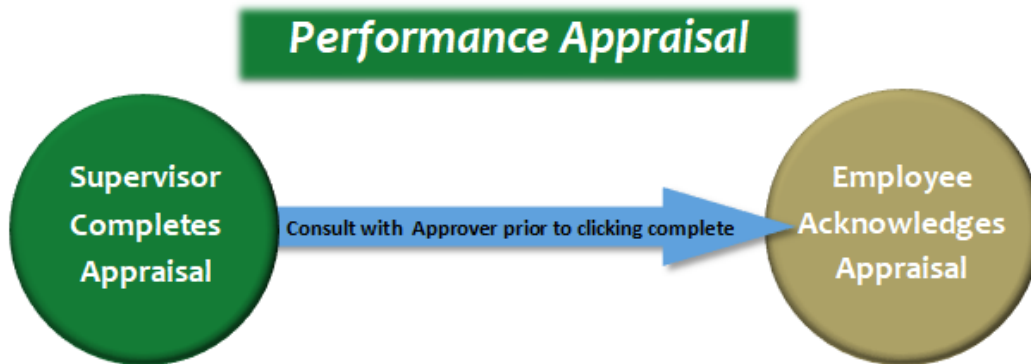 Performance Appraisal
Supervisor
Completes
Appraisal
Consult with Approver prior to clicking complete
Employee
Acknowledges
Appraisal